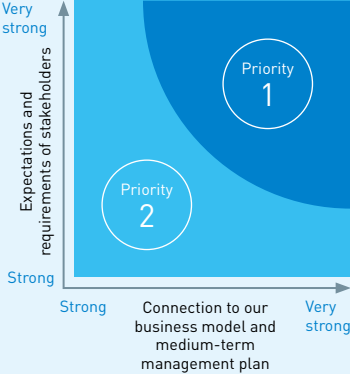 Very
strong
Expectations and
requirements of stakeholders
Priority
1
Priority
2
Strong
Strong
Connection to our
business model and
medium-term
management plan
Very
strong